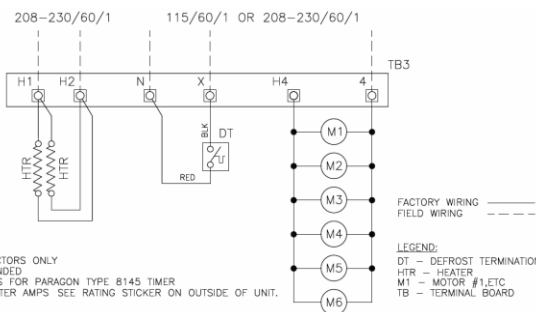 208-230/60/1
115/60/1 OR 208-230/60/1
TB3
H1
H2
N
X
H4
4
BLK
DT
RED
HTR
HTR
M1
M2
M3
M4
M5
M6
FACTORY WIRING
FIELD WIRING
LEGEND:
DT - DEFROST TERMINATION
HTR - HEATER
M1 - MOTOR #1,ETC
TB - TERMINAL BOARD
CTORS ONLY
NDED
S FOR PARAGON TYPE 8145 TIMER
TER AMPS SEE RATING STICKER ON OUTSIDE OF UNIT.